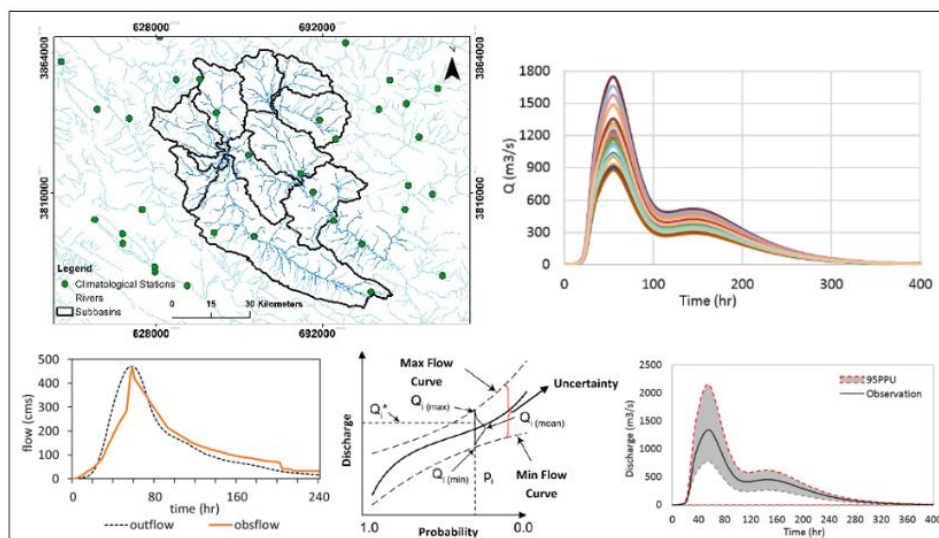 628000
692000
3864000
3864000
3810000
3810000
N
Legend
Climatological Stations
Rivers
Subbasins
0 15 30 Kilometers
628000
692000
1800
1500
1200
900
600
300
0
Q (m3/s)
0 100 200 300 400
Time (hr)
500
400
300
200
100
0
flow (cms)
0 60 120 180 240
time (hr)
outflow obsflow
Max Flow
Curve
Uncertainty
Qi*
Qi (max)
Qi (mean)
Qi (min)
pi
Min Flow
Curve
Discharge
1.0 0.0
Probability
2500
2000
1500
1000
500
0
Discharge (m3/s)
95PPU
Observation
0 40 80 120 160 200 240 280 320 360 400
Time (hr)